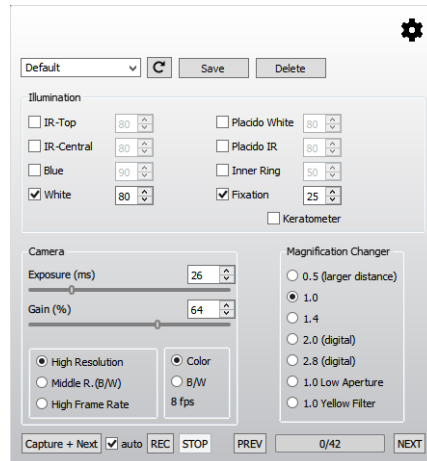 Default Save Delete
Illumination
IR-Top 80 Placido White 80
IR-Central 80 Placido IR 80
Blue 90 Inner Ring 50
White 80 Fixation 25
Keratometer
Camera Magnification Changer
Exposure (ms) 26 0.5 (larger distance)
1.0
Gain (%) 64 1.4
2.0 (digital)
High Resolution Color 2.8 (digital)
Middle R.(B/W) B/W 1.0 Low Aperture
High Frame Rate 8 fps 1.0 Yellow Filter
Capture + Next auto REC STOP PREV 0/42 NEXT